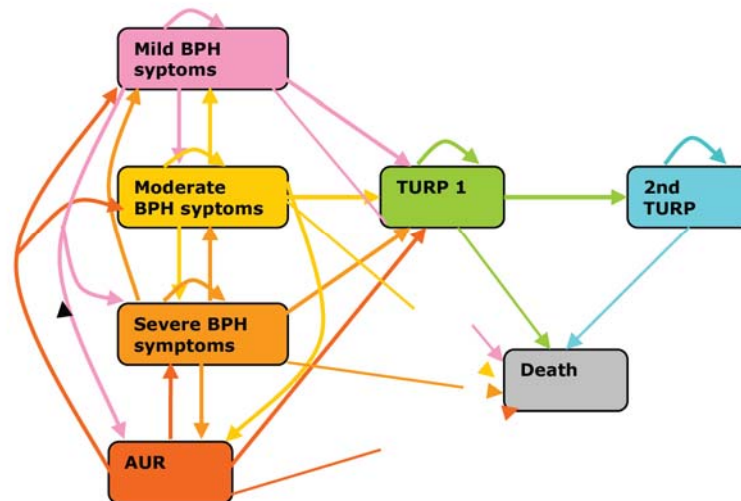 Mild BPH
syptoms
Moderate
BPH syptoms
TURP 1
2nd
TURP
Severe BPH
symptoms
Death
AUR